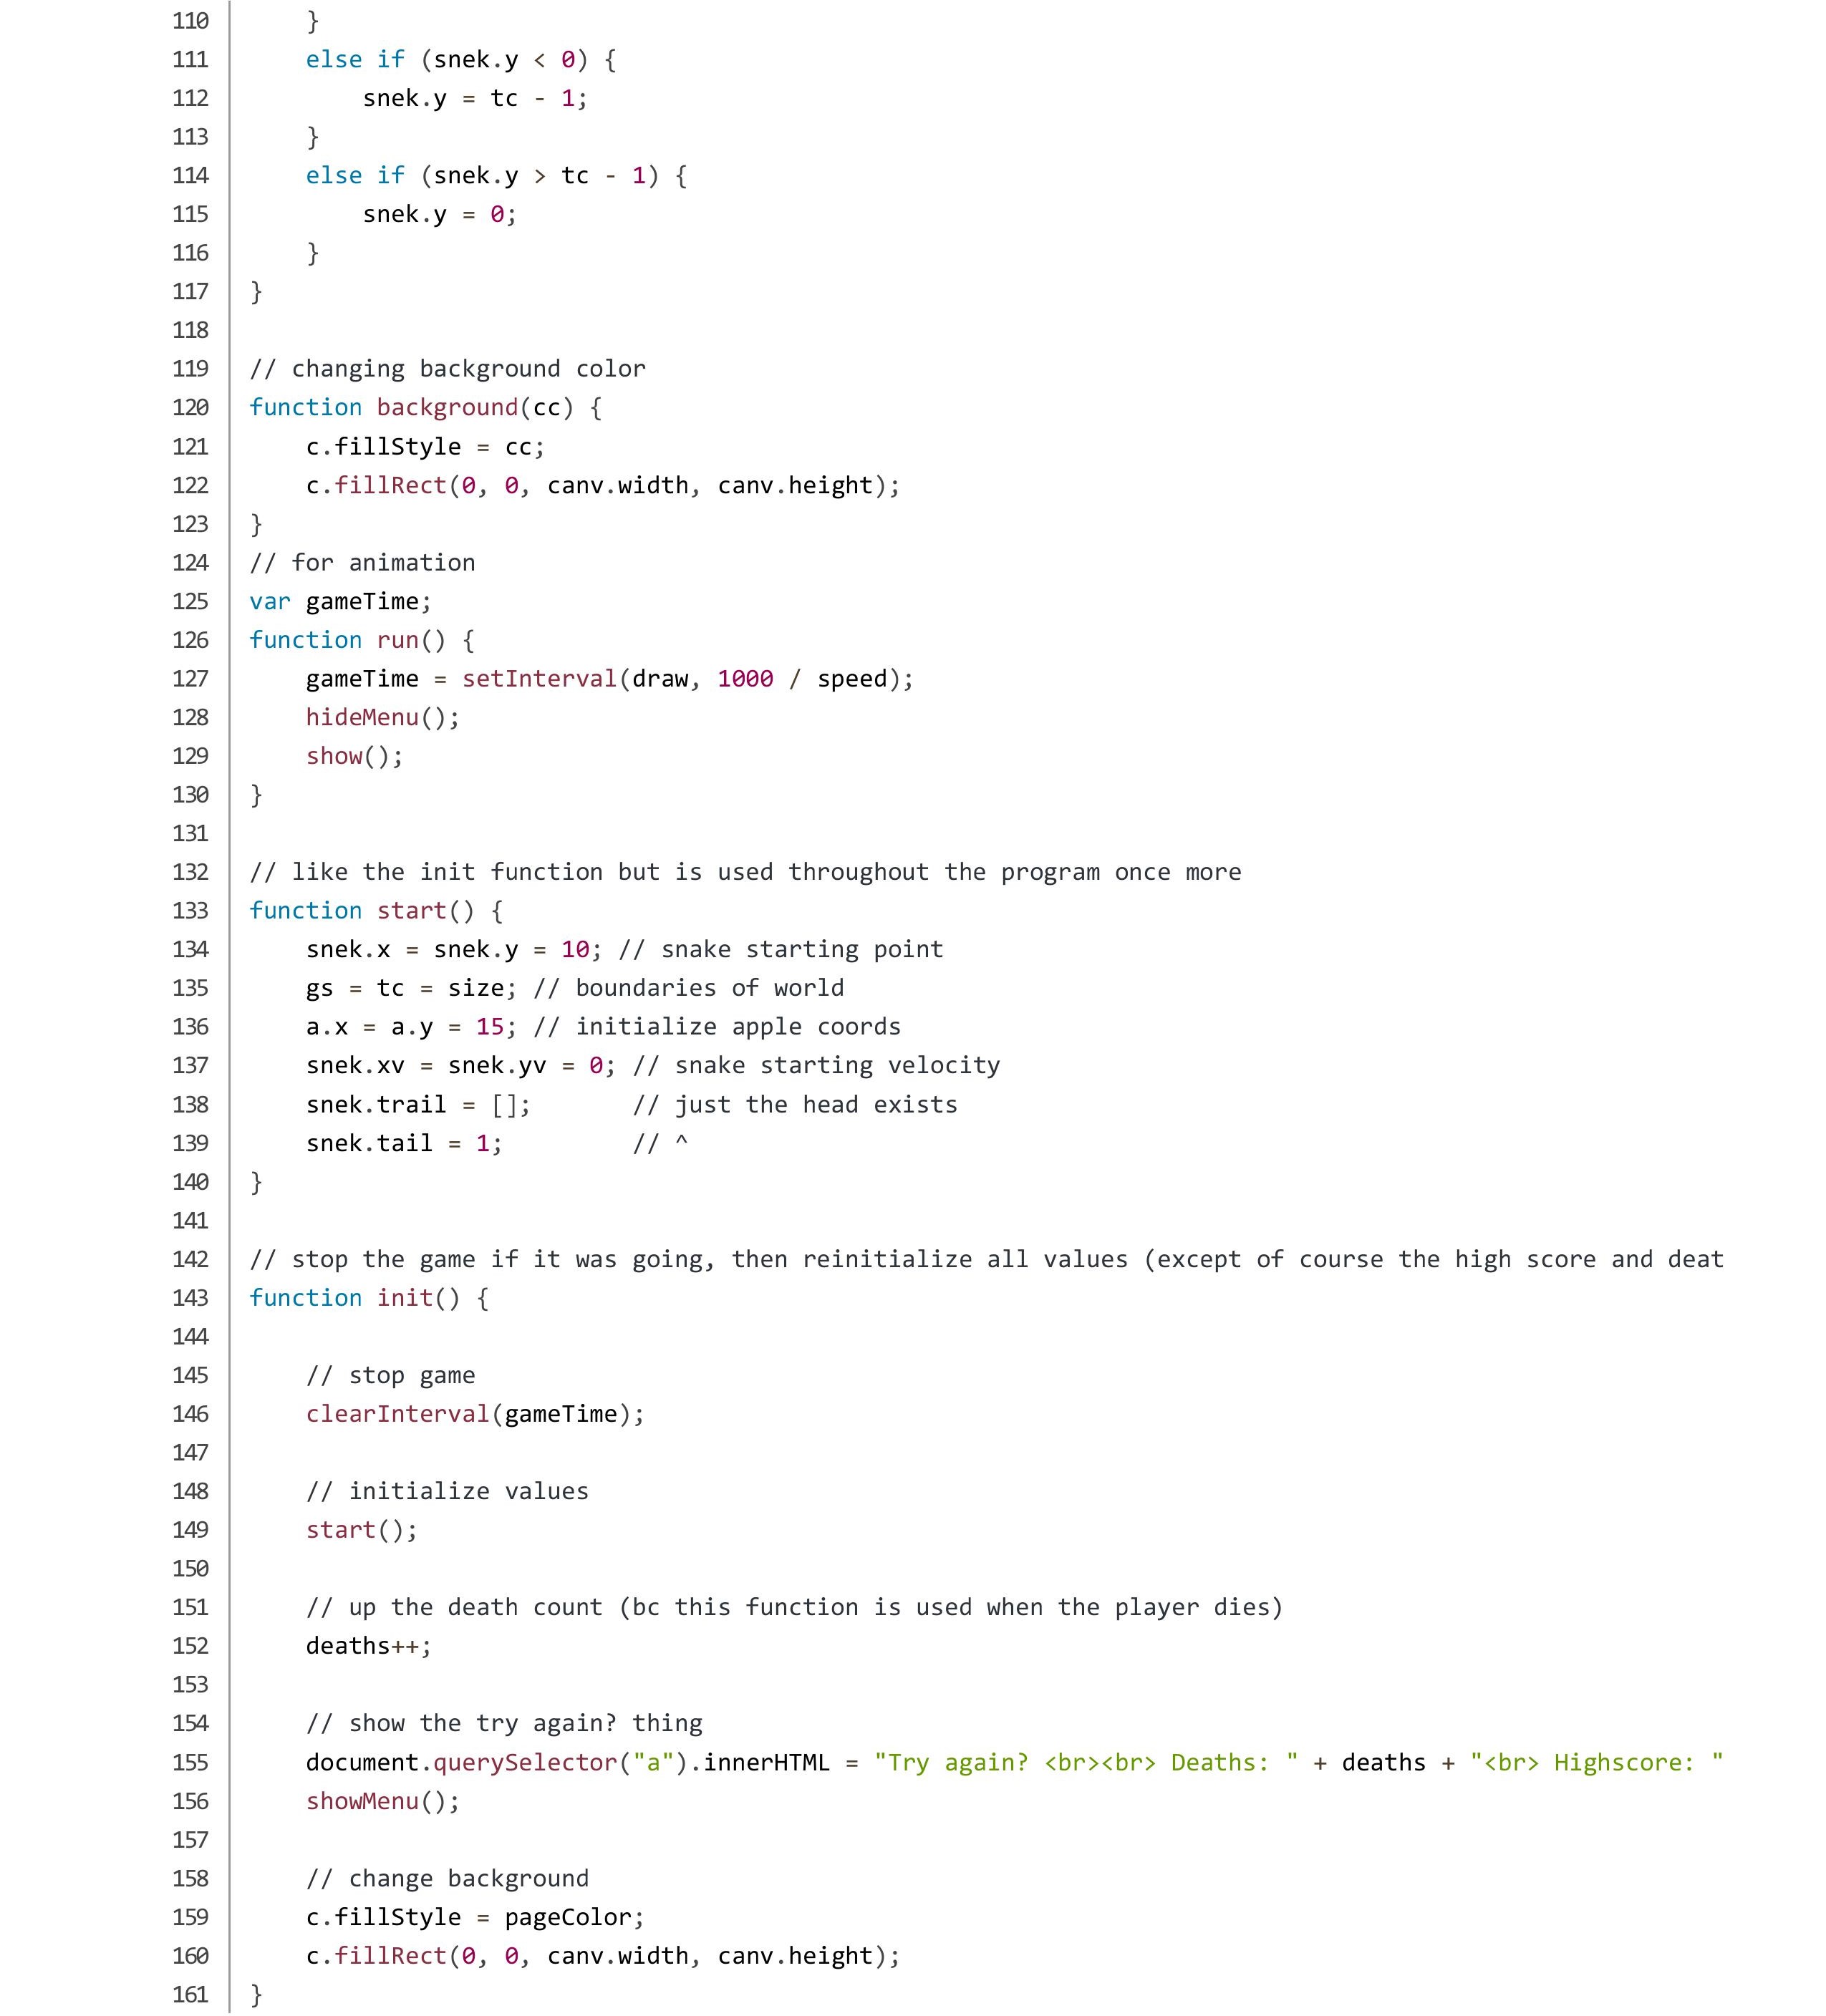 110     }
111     else if (snek.y < 0) {
112         snek.y = tc - 1;
113     }
114     else if (snek.y > tc - 1) {
115         snek.y = 0;
116     }
117 }
118
119 // changing background color
120 function background(cc) {
121     c.fillStyle = cc;
122     c.fillRect(0, 0, canv.width, canv.height);
123 }
124 // for animation
125 var gameTime;
126 function run() {
127     gameTime = setInterval(draw, 1000 / speed);
128     hideMenu();
129     show();
130 }
131
132 // like the init function but is used throughout the program once more
133 function start() {
134     snek.x = snek.y = 10; // snake starting point
135     gs = tc = size; // boundaries of world
136     a.x = a.y = 15; // initialize apple coords
137     snek.xv = snek.yv = 0; // snake starting velocity
138     snek.trail = [];       // just the head exists
139     snek.tail = 1;         // ^
140 }
141
142 // stop the game if it was going, then reinitialize all values (except of course the high score and deat
143 function init() {
144
145     // stop game
146     clearInterval(gameTime);
147
148     // initialize values
149     start();
150
151     // up the death count (bc this function is used when the player dies)
152     deaths++;
153
154     // show the try again? thing
155     document.querySelector("a").innerHTML = "Try again? <br><br> Deaths: " + deaths + "<br> Highscore: "
156     showMenu();
157
158     // change background
159     c.fillStyle = pageColor;
160     c.fillRect(0, 0, canv.width, canv.height);
161 }